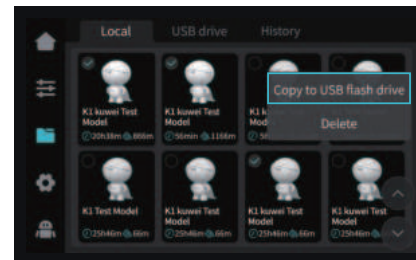 Local USB drive History
K1 kuwei Test
Model
20h38m 666m
K1 kuwei Test
Model
56min 1166m
K1
Mod
Copy to USB flash drive
Delete
K1 Test Model
25h46m 66m
K1 kuwei Test
Model
25h46m 66m
K1 kuwei Test
Model
25h46m 66m
K1 kuwei Test
Model
25h46m